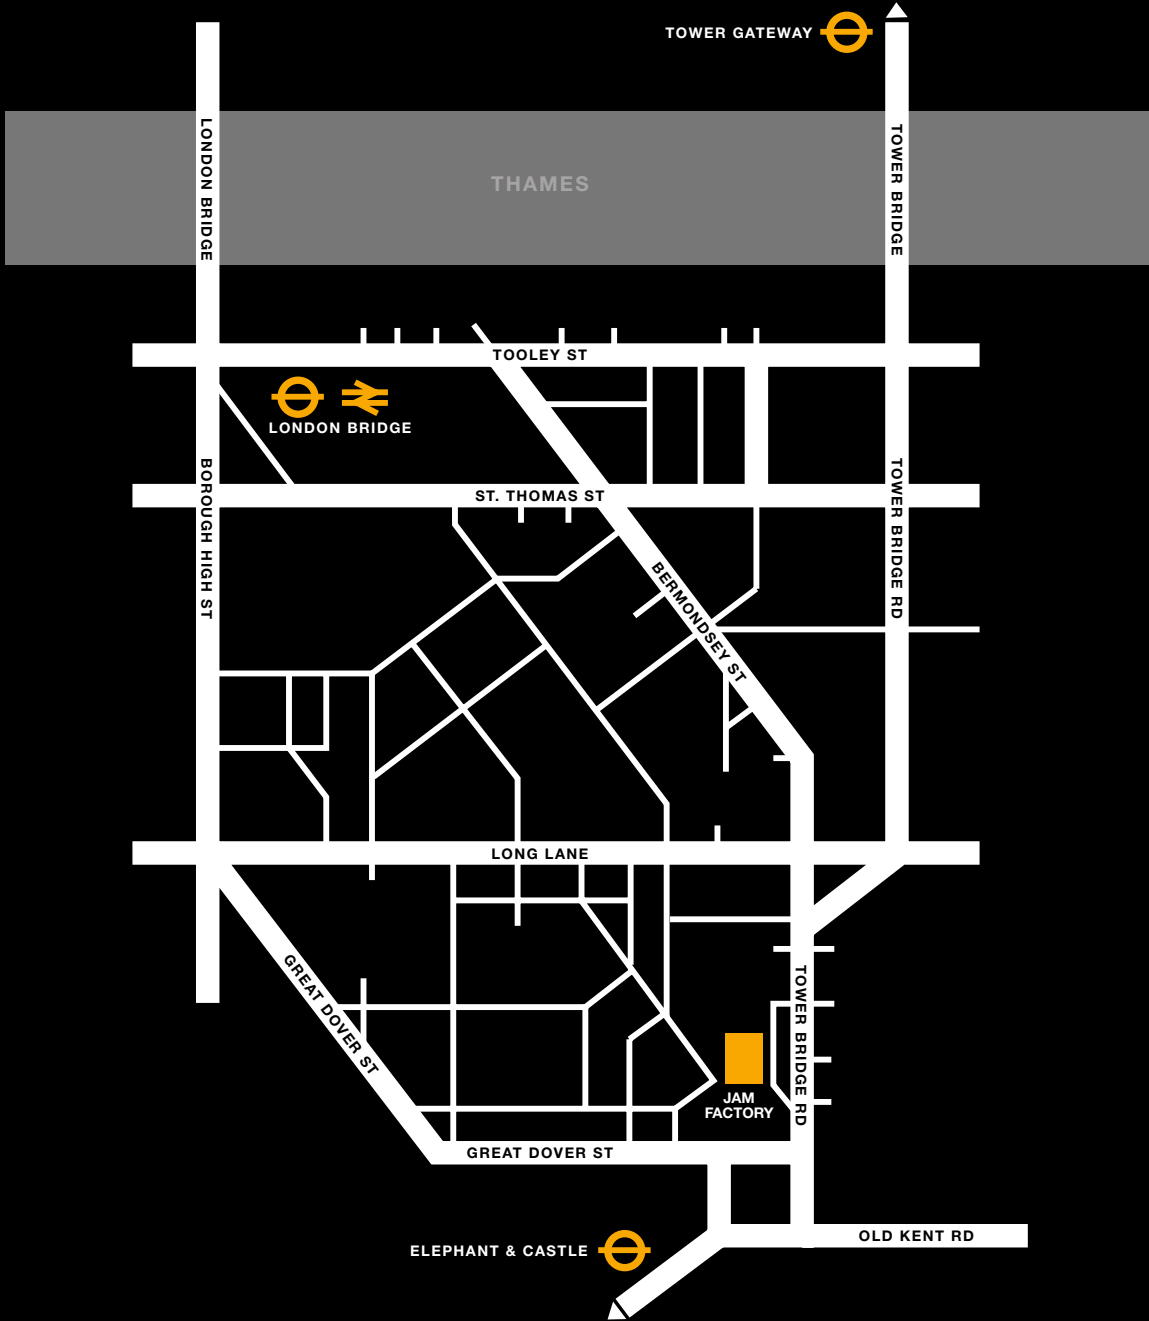 TOWER GATEWAY
LONDON BRIDGE
THAMES
TOWER BRIDGE
TOOLEY ST
LONDON BRIDGE
BOROUGH HIGH ST
ST. THOMAS ST
TOWER BRIDGE RD
BERMONDSEY ST
LONG LANE
GREAT DOVER ST
TOWER BRIDGE RD
JAM
FACTORY
GREAT DOVER ST
OLD KENT RD
ELEPHANT & CASTLE